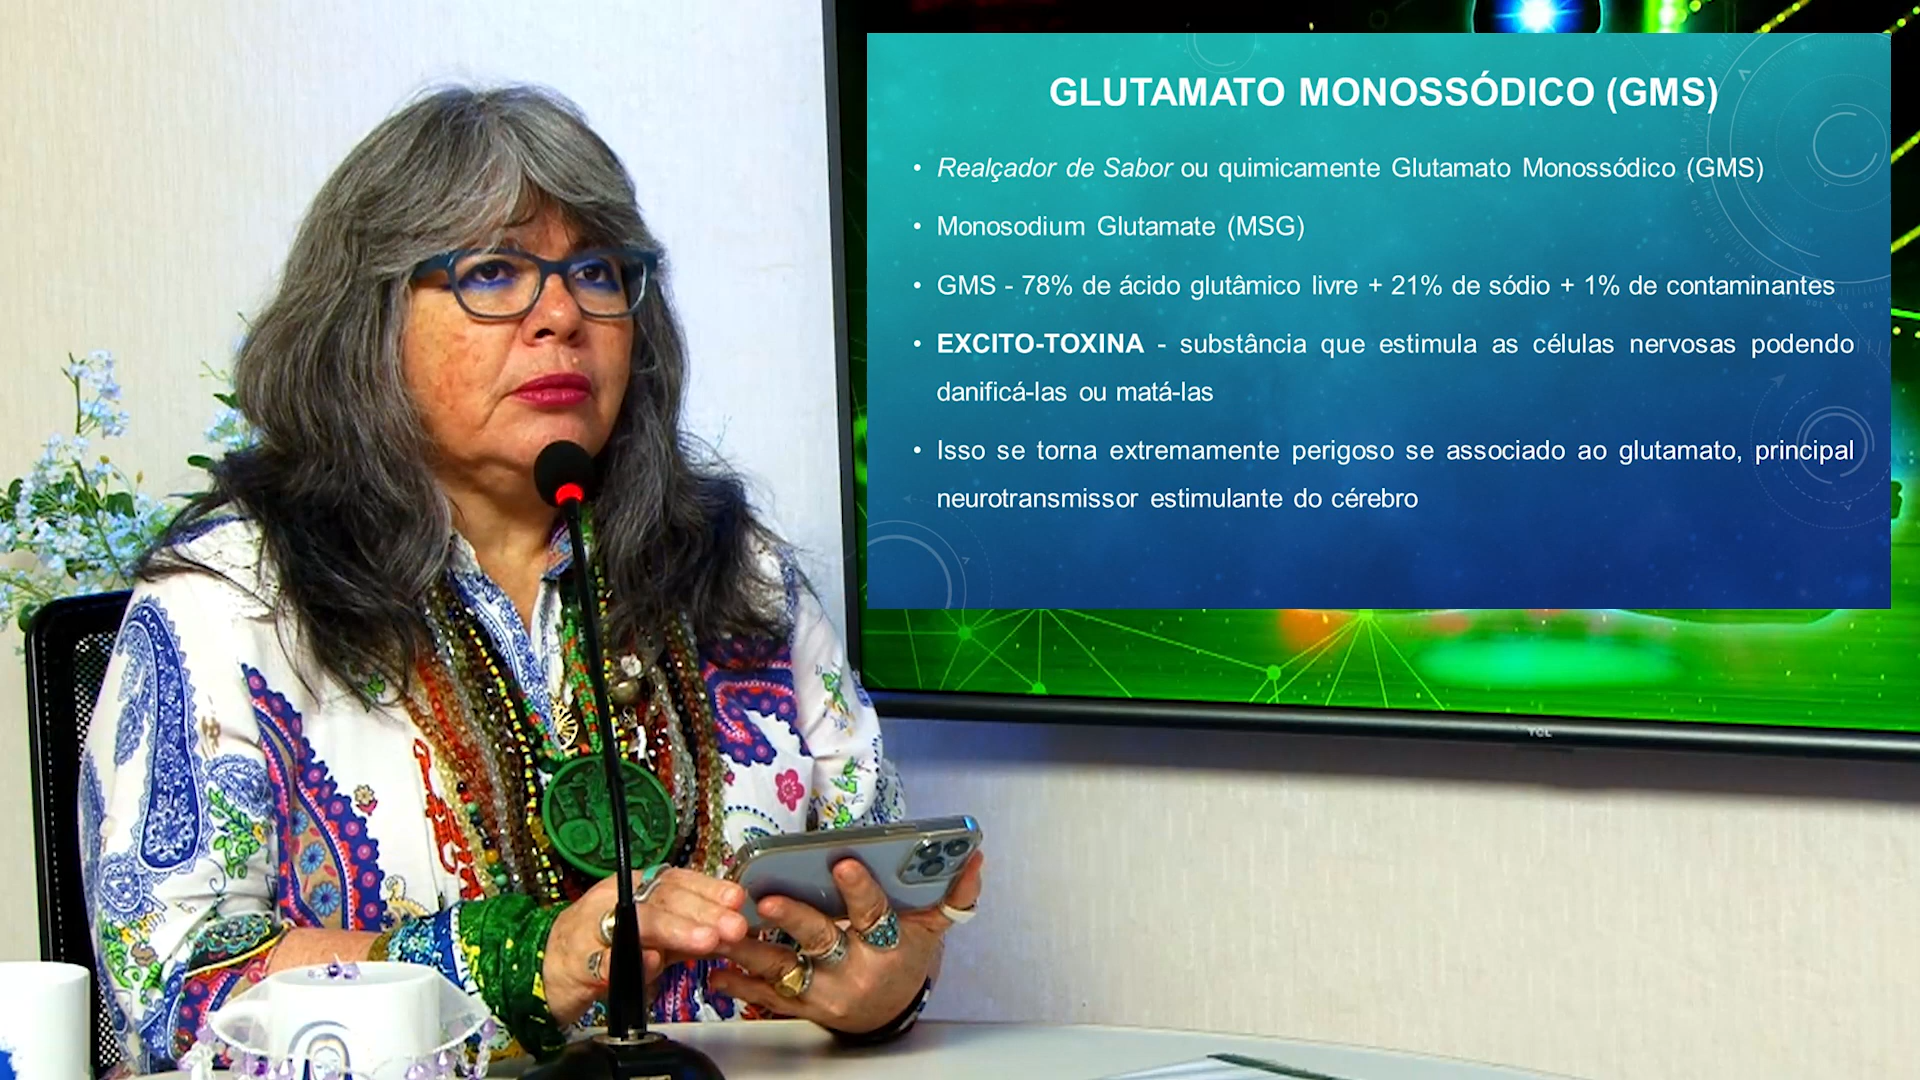 GLUTAMATO MONOSSÓDICO (GMS)
• Realçador de Sabor ou quimicamente Glutamato Monossódico (GMS)
• Monosodium Glutamate (MSG)
• GMS - 78% de ácido glutâmico livre + 21% de sódio + 1% de contaminantes
• EXCITO-TOXINA - substância que estimula as células nervosas podendo
danificá-las ou matá-las
• Isso se torna extremamente perigoso se associado ao glutamato, principal
neurotransmissor estimulante do cérebro
TCL